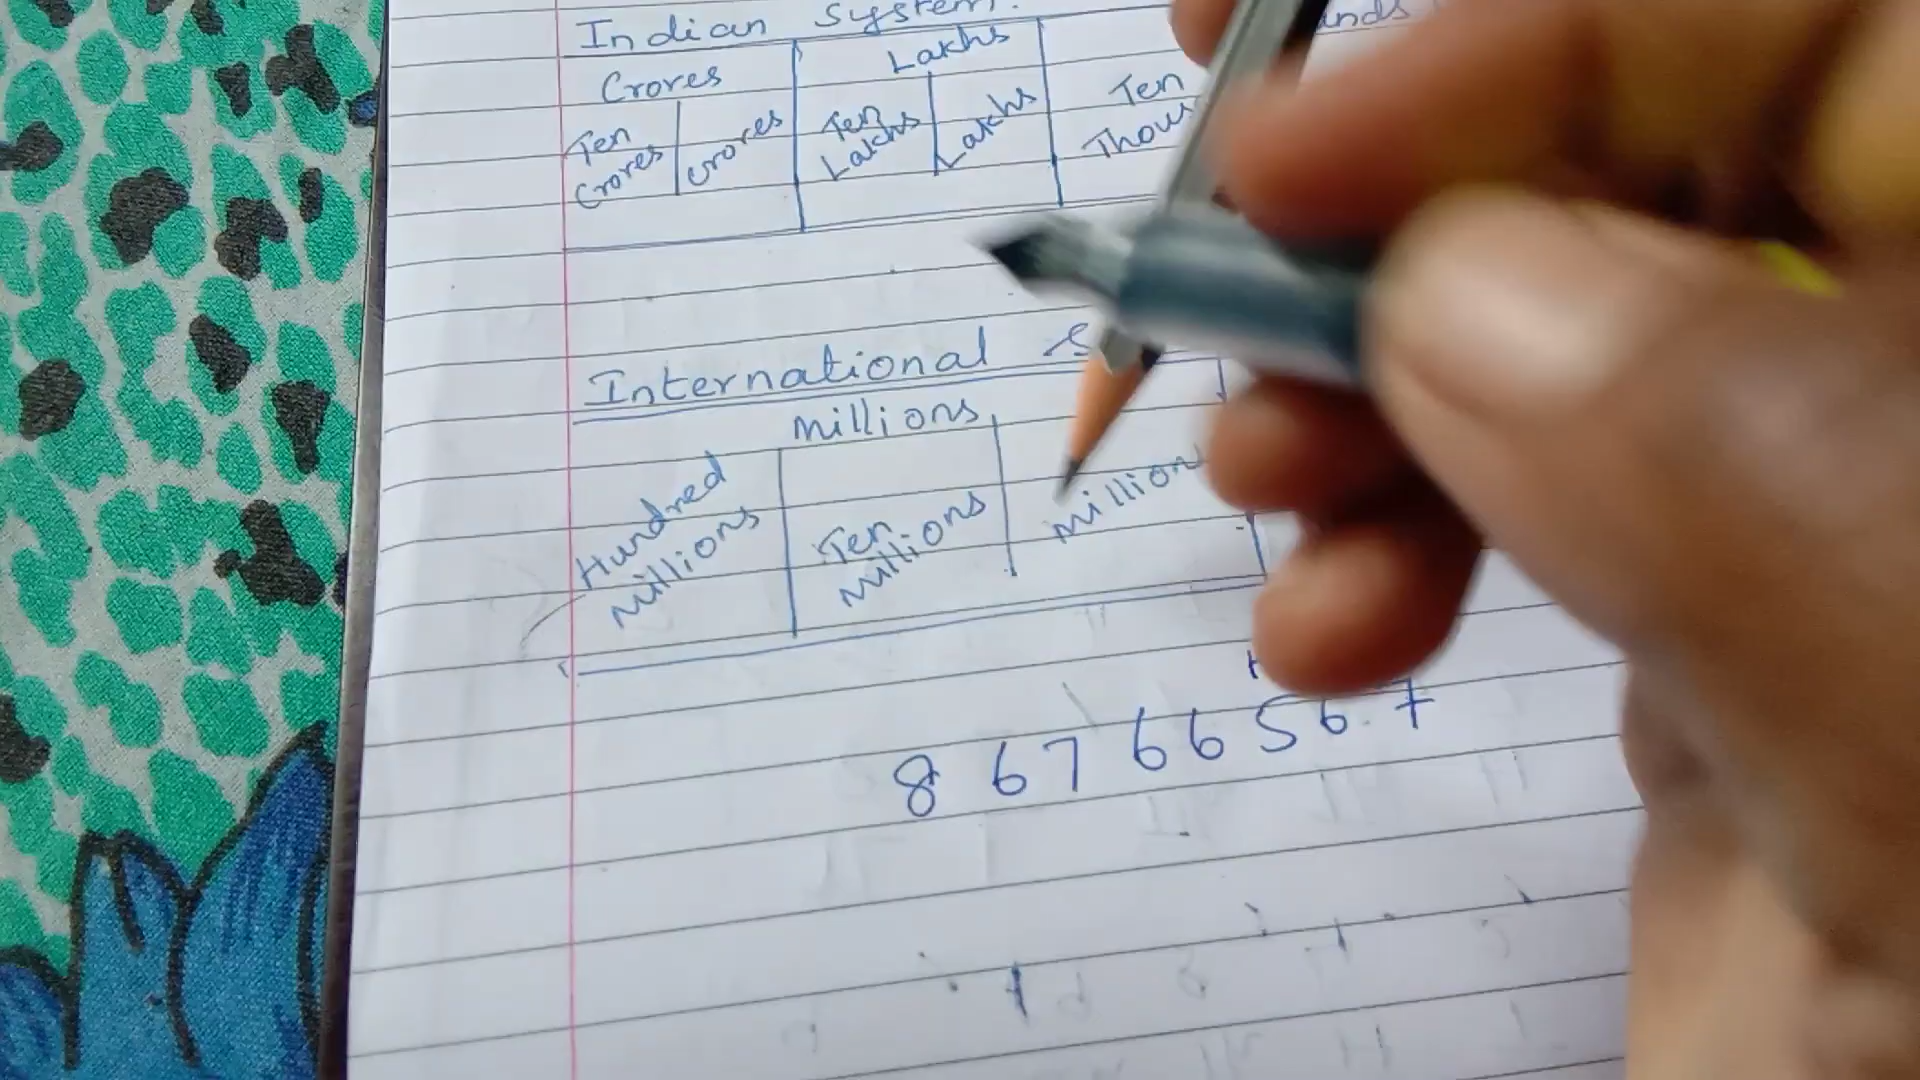 Indian System.
Crores Lakhs
Ten Crores Crores Ten Lakhs Lakhs Ten
International
Millions
Hundred Millions Ten Millions Million
8 6 7 6 6 5 6 7